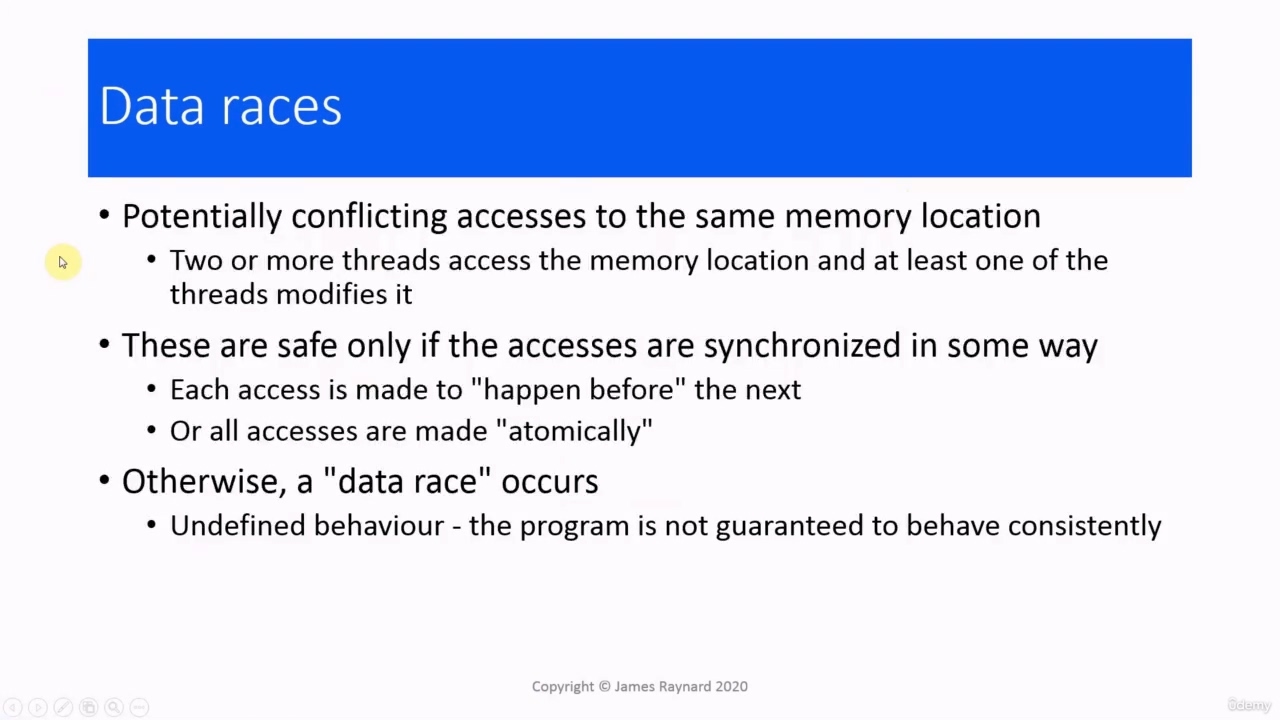 Data races
• Potentially conflicting accesses to the same memory location
• Two or more threads access the memory location and at least one of the
threads modifies it
• These are safe only if the accesses are synchronized in some way
• Each access is made to "happen before" the next
• Or all accesses are made "atomically"
• Otherwise, a "data race" occurs
• Undefined behaviour - the program is not guaranteed to behave consistently
Copyright © James Raynard 2020
ûdemy